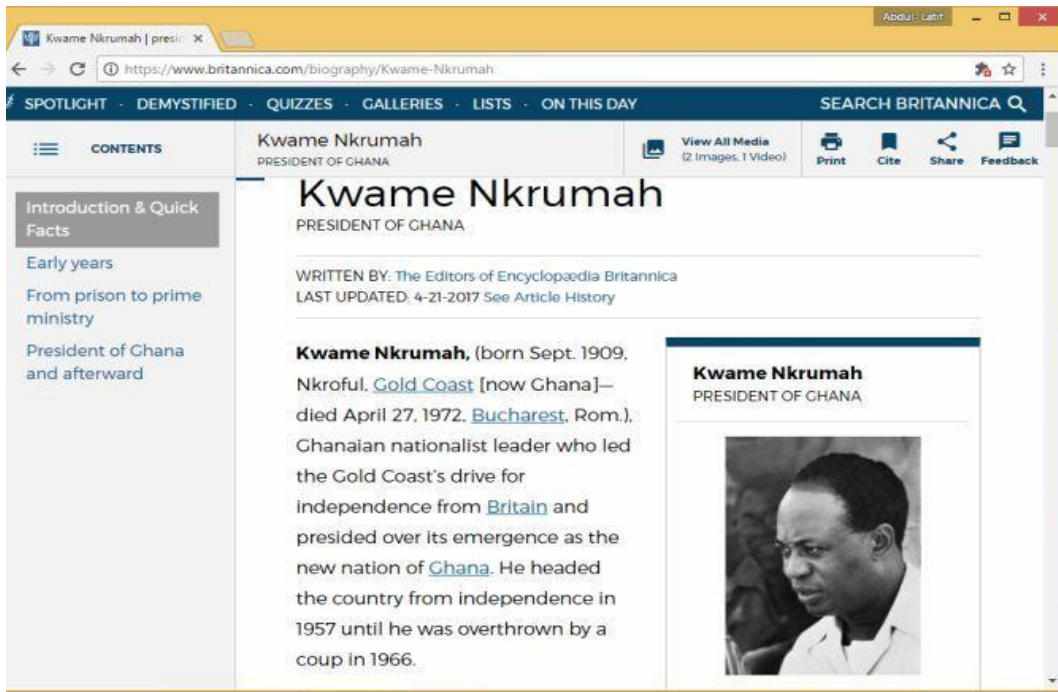 Abdul-Latif
Kwame Nkrumah | presid
https://www.britannica.com/biography/Kwame-Nkrumah
SPOTLIGHT · DEMYSTIFIED · QUIZZES · GALLERIES · LISTS · ON THIS DAY SEARCH BRITANNICA
CONTENTS
Kwame Nkrumah
PRESIDENT OF GHANA
View All Media
(2 Images, 1 Video)
Print Cite Share Feedback
Introduction & Quick
Facts
Early years
From prison to prime
ministry
President of Ghana
and afterward
Kwame Nkrumah
PRESIDENT OF GHANA
WRITTEN BY: The Editors of Encyclopædia Britannica
LAST UPDATED: 4-21-2017 See Article History
Kwame Nkrumah, (born Sept. 1909,
Nkroful, Gold Coast [now Ghana]—
died April 27, 1972, Bucharest, Rom.),
Ghanaian nationalist leader who led
the Gold Coast's drive for
independence from Britain and
presided over its emergence as the
new nation of Ghana. He headed
the country from independence in
1957 until he was overthrown by a
coup in 1966.
Kwame Nkrumah
PRESIDENT OF GHANA